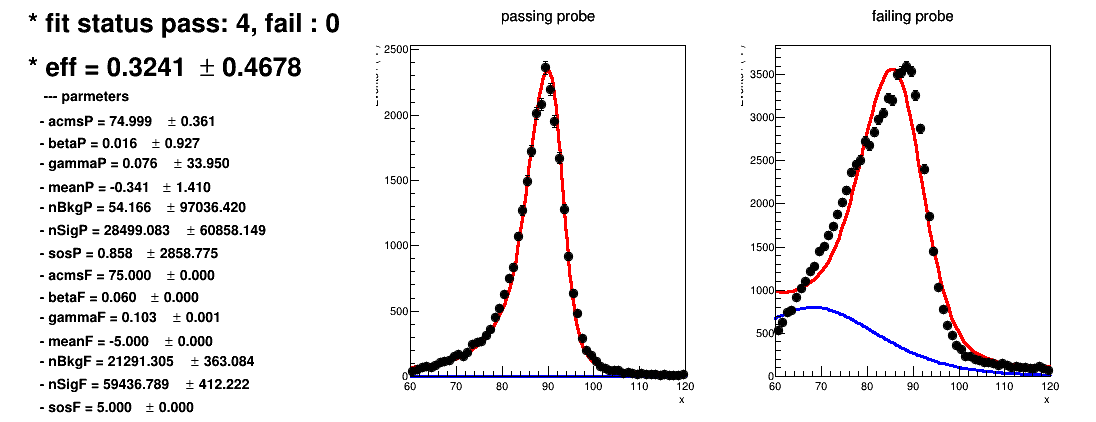 * fit status pass: 4, fail : 0
* eff = 0.3241 ± 0.4678
--- parmeters
- acmsP = 74.999 ± 0.361
- betaP = 0.016 ± 0.927
- gammaP = 0.076 ± 33.950
- meanP = -0.341 ± 1.410
- nBkgP = 54.166 ± 97036.420
- nSigP = 28499.083 ± 60858.149
- sosP = 0.858 ± 2858.775
- acmsF = 75.000 ± 0.000
- betaF = 0.060 ± 0.000
- gammaF = 0.103 ± 0.001
- meanF = -5.000 ± 0.000
- nBkgF = 21291.305 ± 363.084
- nSigF = 59436.789 ± 412.222
- sosF = 5.000 ± 0.000
passing probe
2500
2000
1500
1000
500
0
60 70 80 90 100 110 120
x
failing probe
3500
3000
2500
2000
1500
1000
500
0
60 70 80 90 100 110 120
x